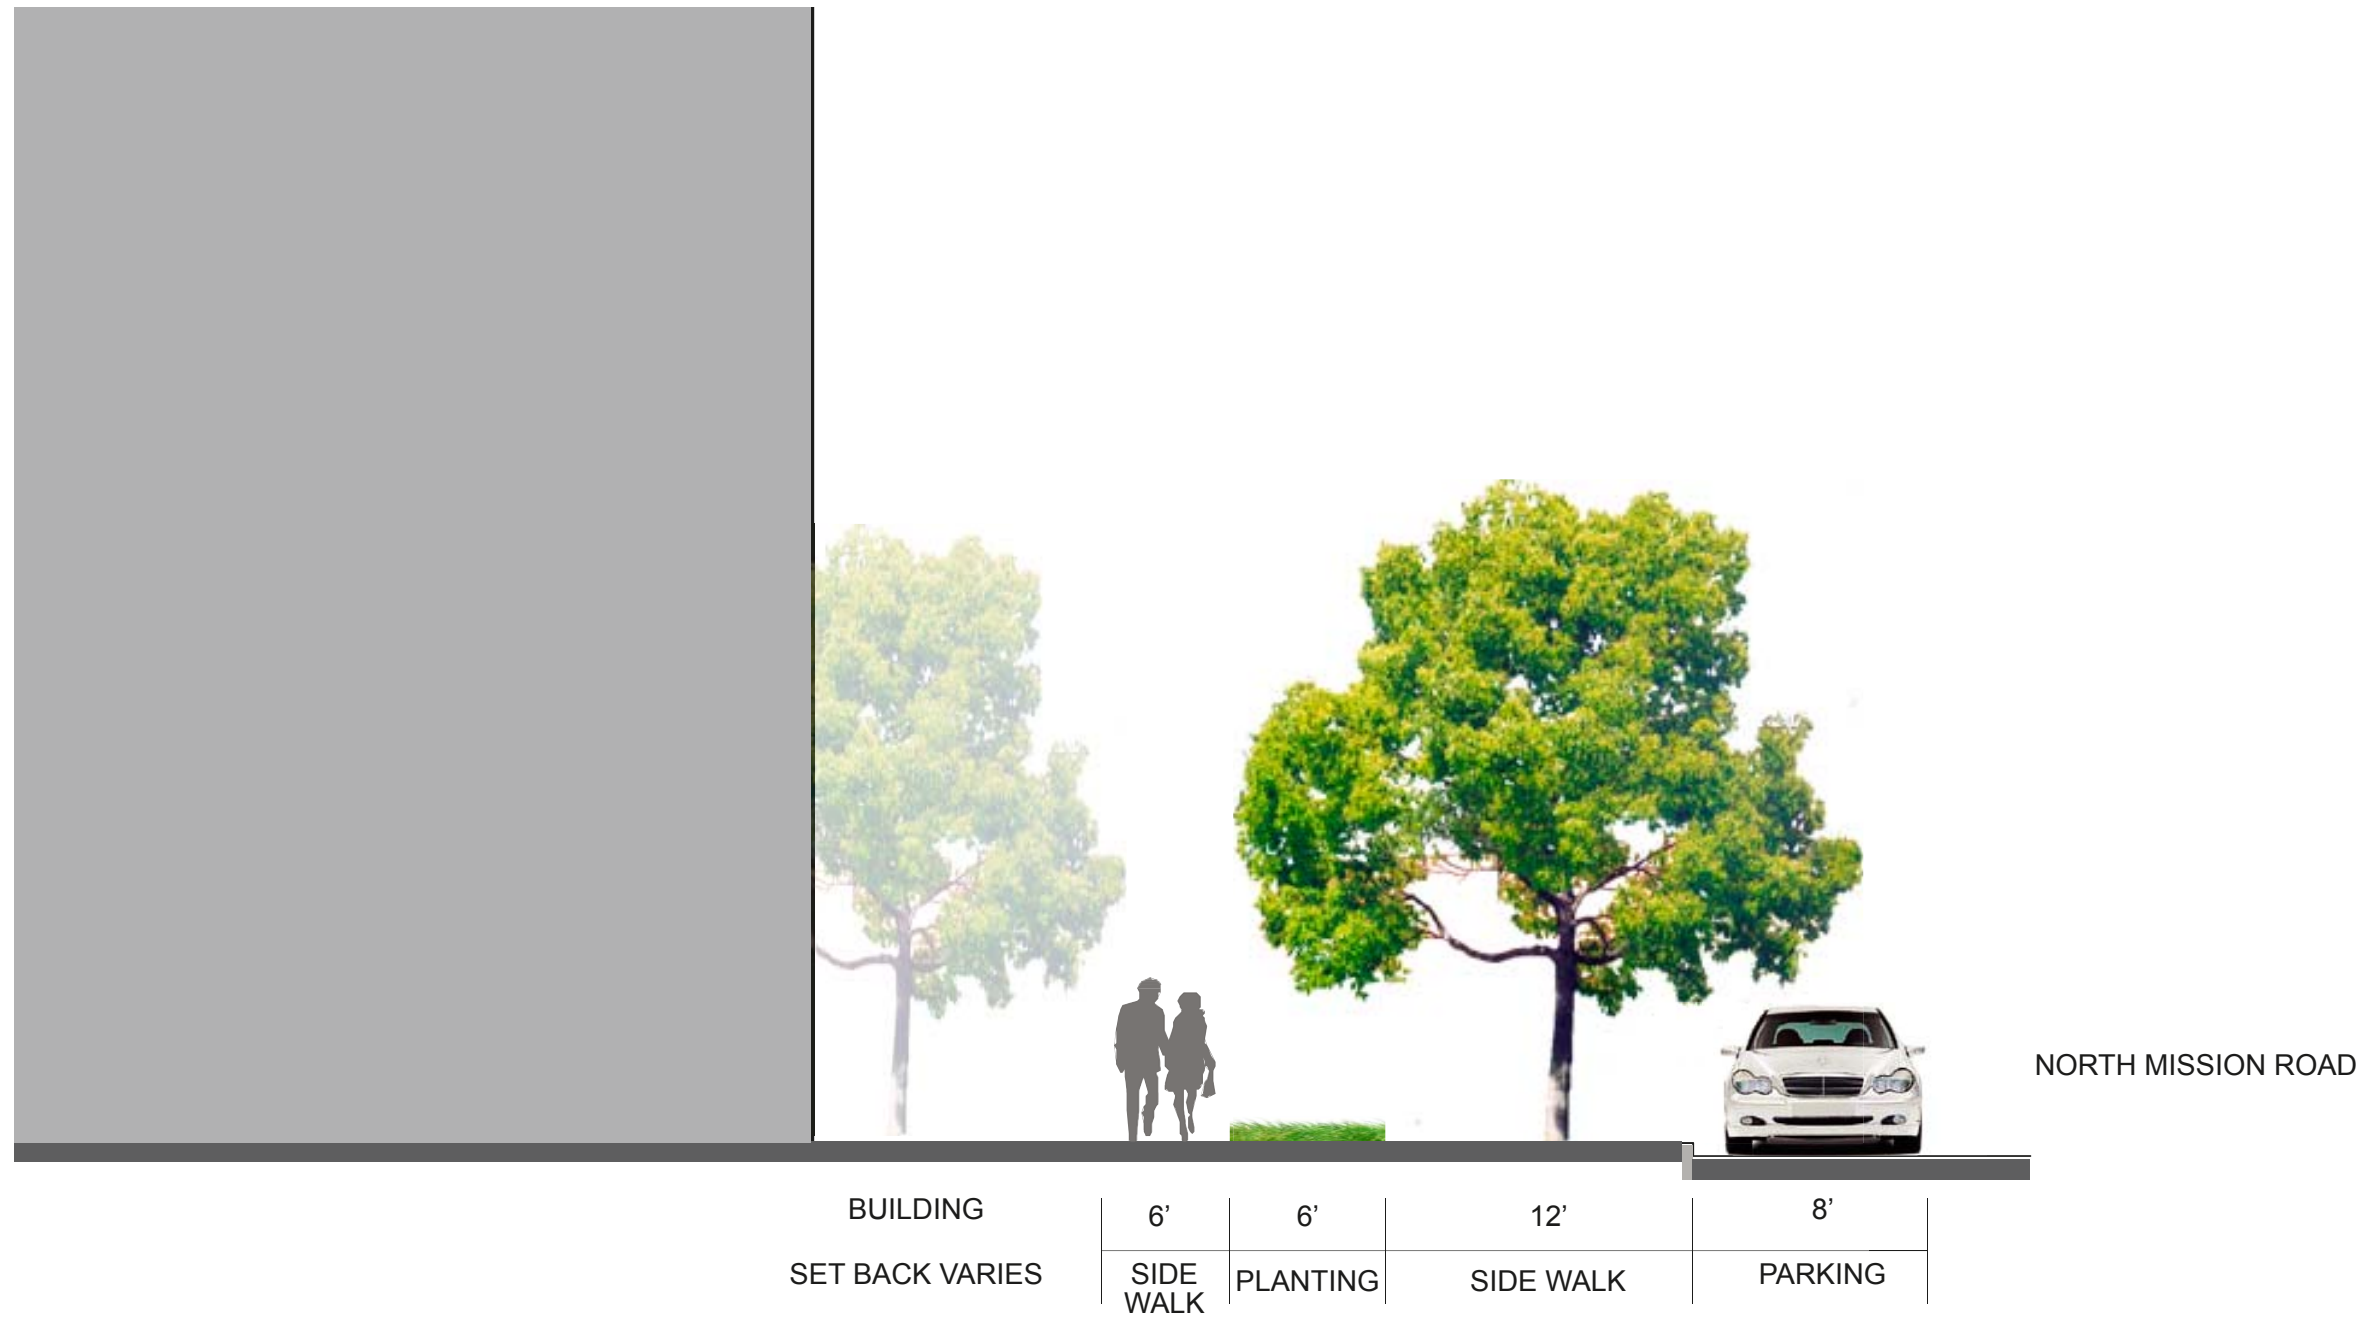 NORTH MISSION ROAD
BUILDING
SET BACK VARIES
6’
SIDE
WALK
6’
PLANTING
12’
SIDE WALK
8’
PARKING